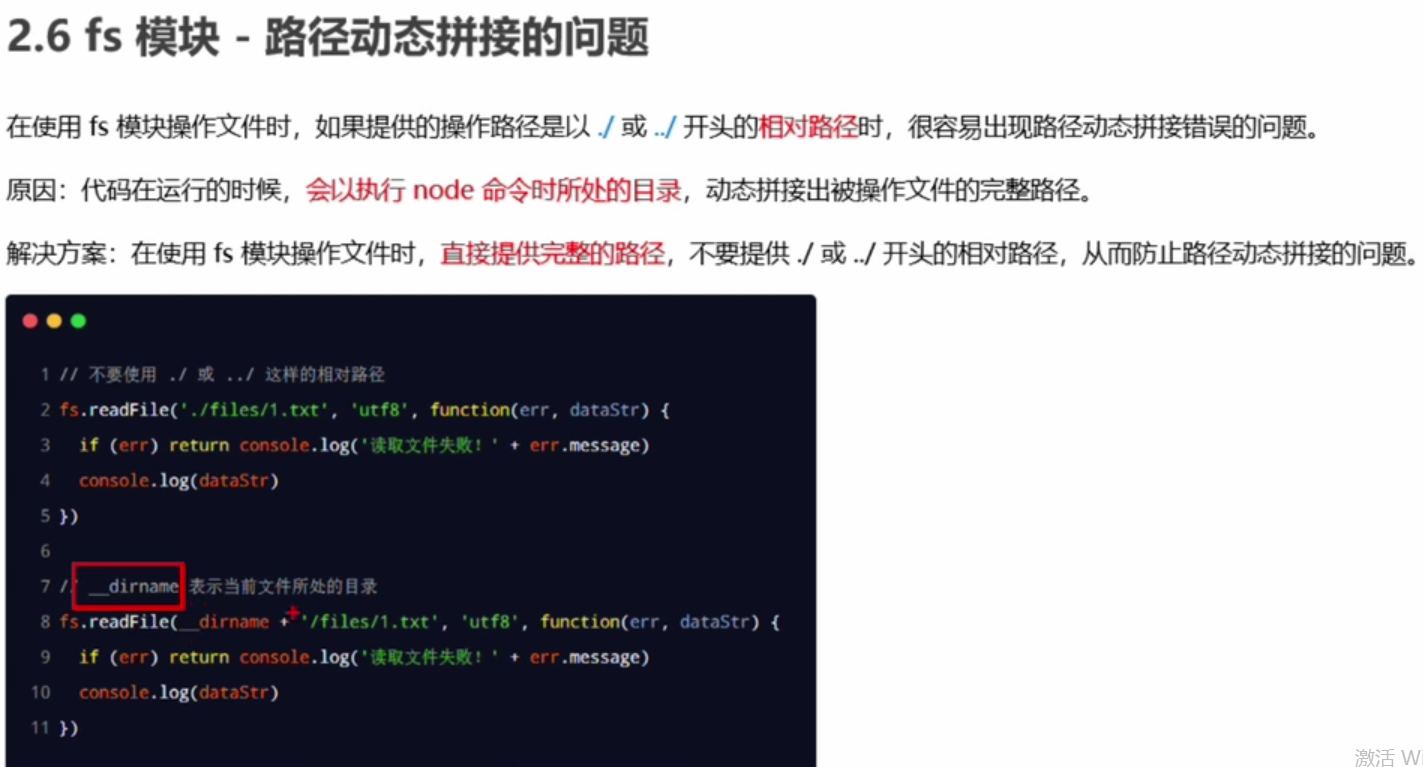 2.6 fs 模块 - 路径动态拼接的问题
在使用 fs 模块操作文件时，如果提供的操作路径是以 ./ 或 ../ 开头的相对路径时，很容易出现路径动态拼接错误的问题。
原因：代码在运行的时候，会以执行 node 命令时所处的目录，动态拼接出被操作文件的完整路径。
解决方案：在使用 fs 模块操作文件时，直接提供完整的路径，不要提供 ./ 或 ../ 开头的相对路径，从而防止路径动态拼接的问题。
1 // 不要使用 ./ 或 ../ 这样的相对路径
2 fs.readFile('./files/1.txt', 'utf8', function(err, dataStr) {
3 if (err) return console.log('读取文件失败！' + err.message)
4 console.log(dataStr)
5 })
6
7 // __dirname 表示当前文件所处的目录
8 fs.readFile(__dirname + '/files/1.txt', 'utf8', function(err, dataStr) {
9 if (err) return console.log('读取文件失败！' + err.message)
10 console.log(dataStr)
11 })
激活 Wi